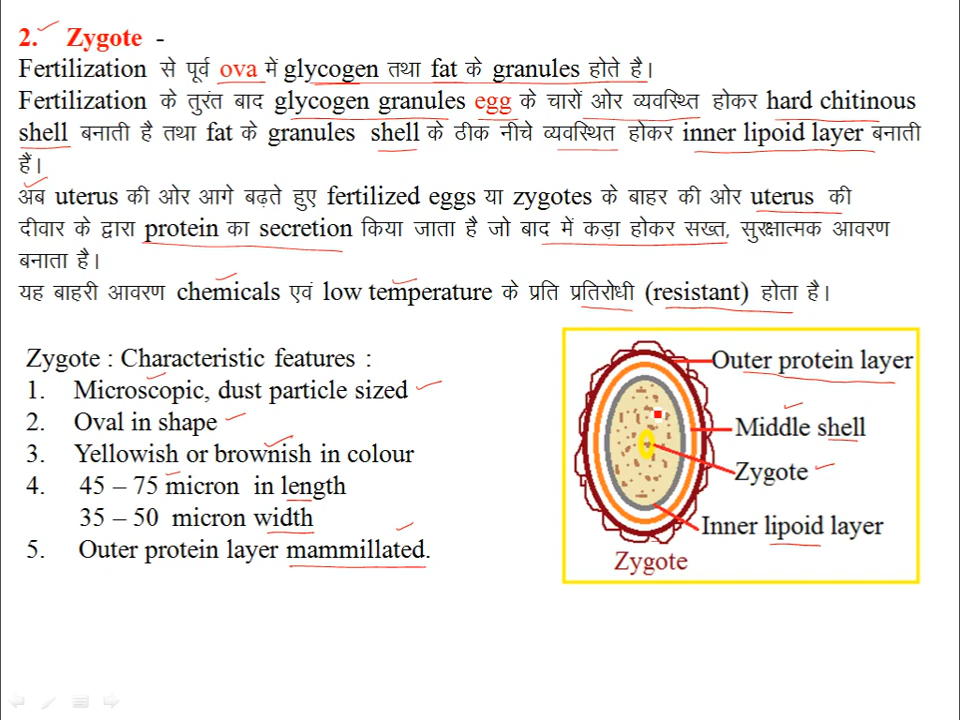 2. Zygote -
Fertilization से पूर्व ova में glycogen तथा fat के granules होते है।
Fertilization के तुरंत बाद glycogen granules egg के चारों ओर व्यवस्थ्ति होकर hard chitinous
shell बनाती है तथा fat के granules shell के ठीक नीचे व्यवस्थित होकर inner lipoid layer बनाती
हैं।
अब uterus की ओर आगे बढ़ते हुए fertilized eggs या zygotes के बाहर की ओर uterus की
दीवार के द्वारा protein का secretion किया जाता है जो बाद में कड़ा होकर सख्त, सुरक्षात्मक आवरण
बनाता है।
यह बाहरी आवरण chemicals एवं low temperature के प्रति प्रतिरोधी (resistant) होता है।
Zygote : Characteristic features :
1. Microscopic, dust particle sized
2. Oval in shape
3. Yellowish or brownish in colour
4. 45 – 75 micron in length
35 – 50 micron width
5. Outer protein layer mammillated.
Outer protein layer
Middle shell
Zygote
Inner lipoid layer
Zygote